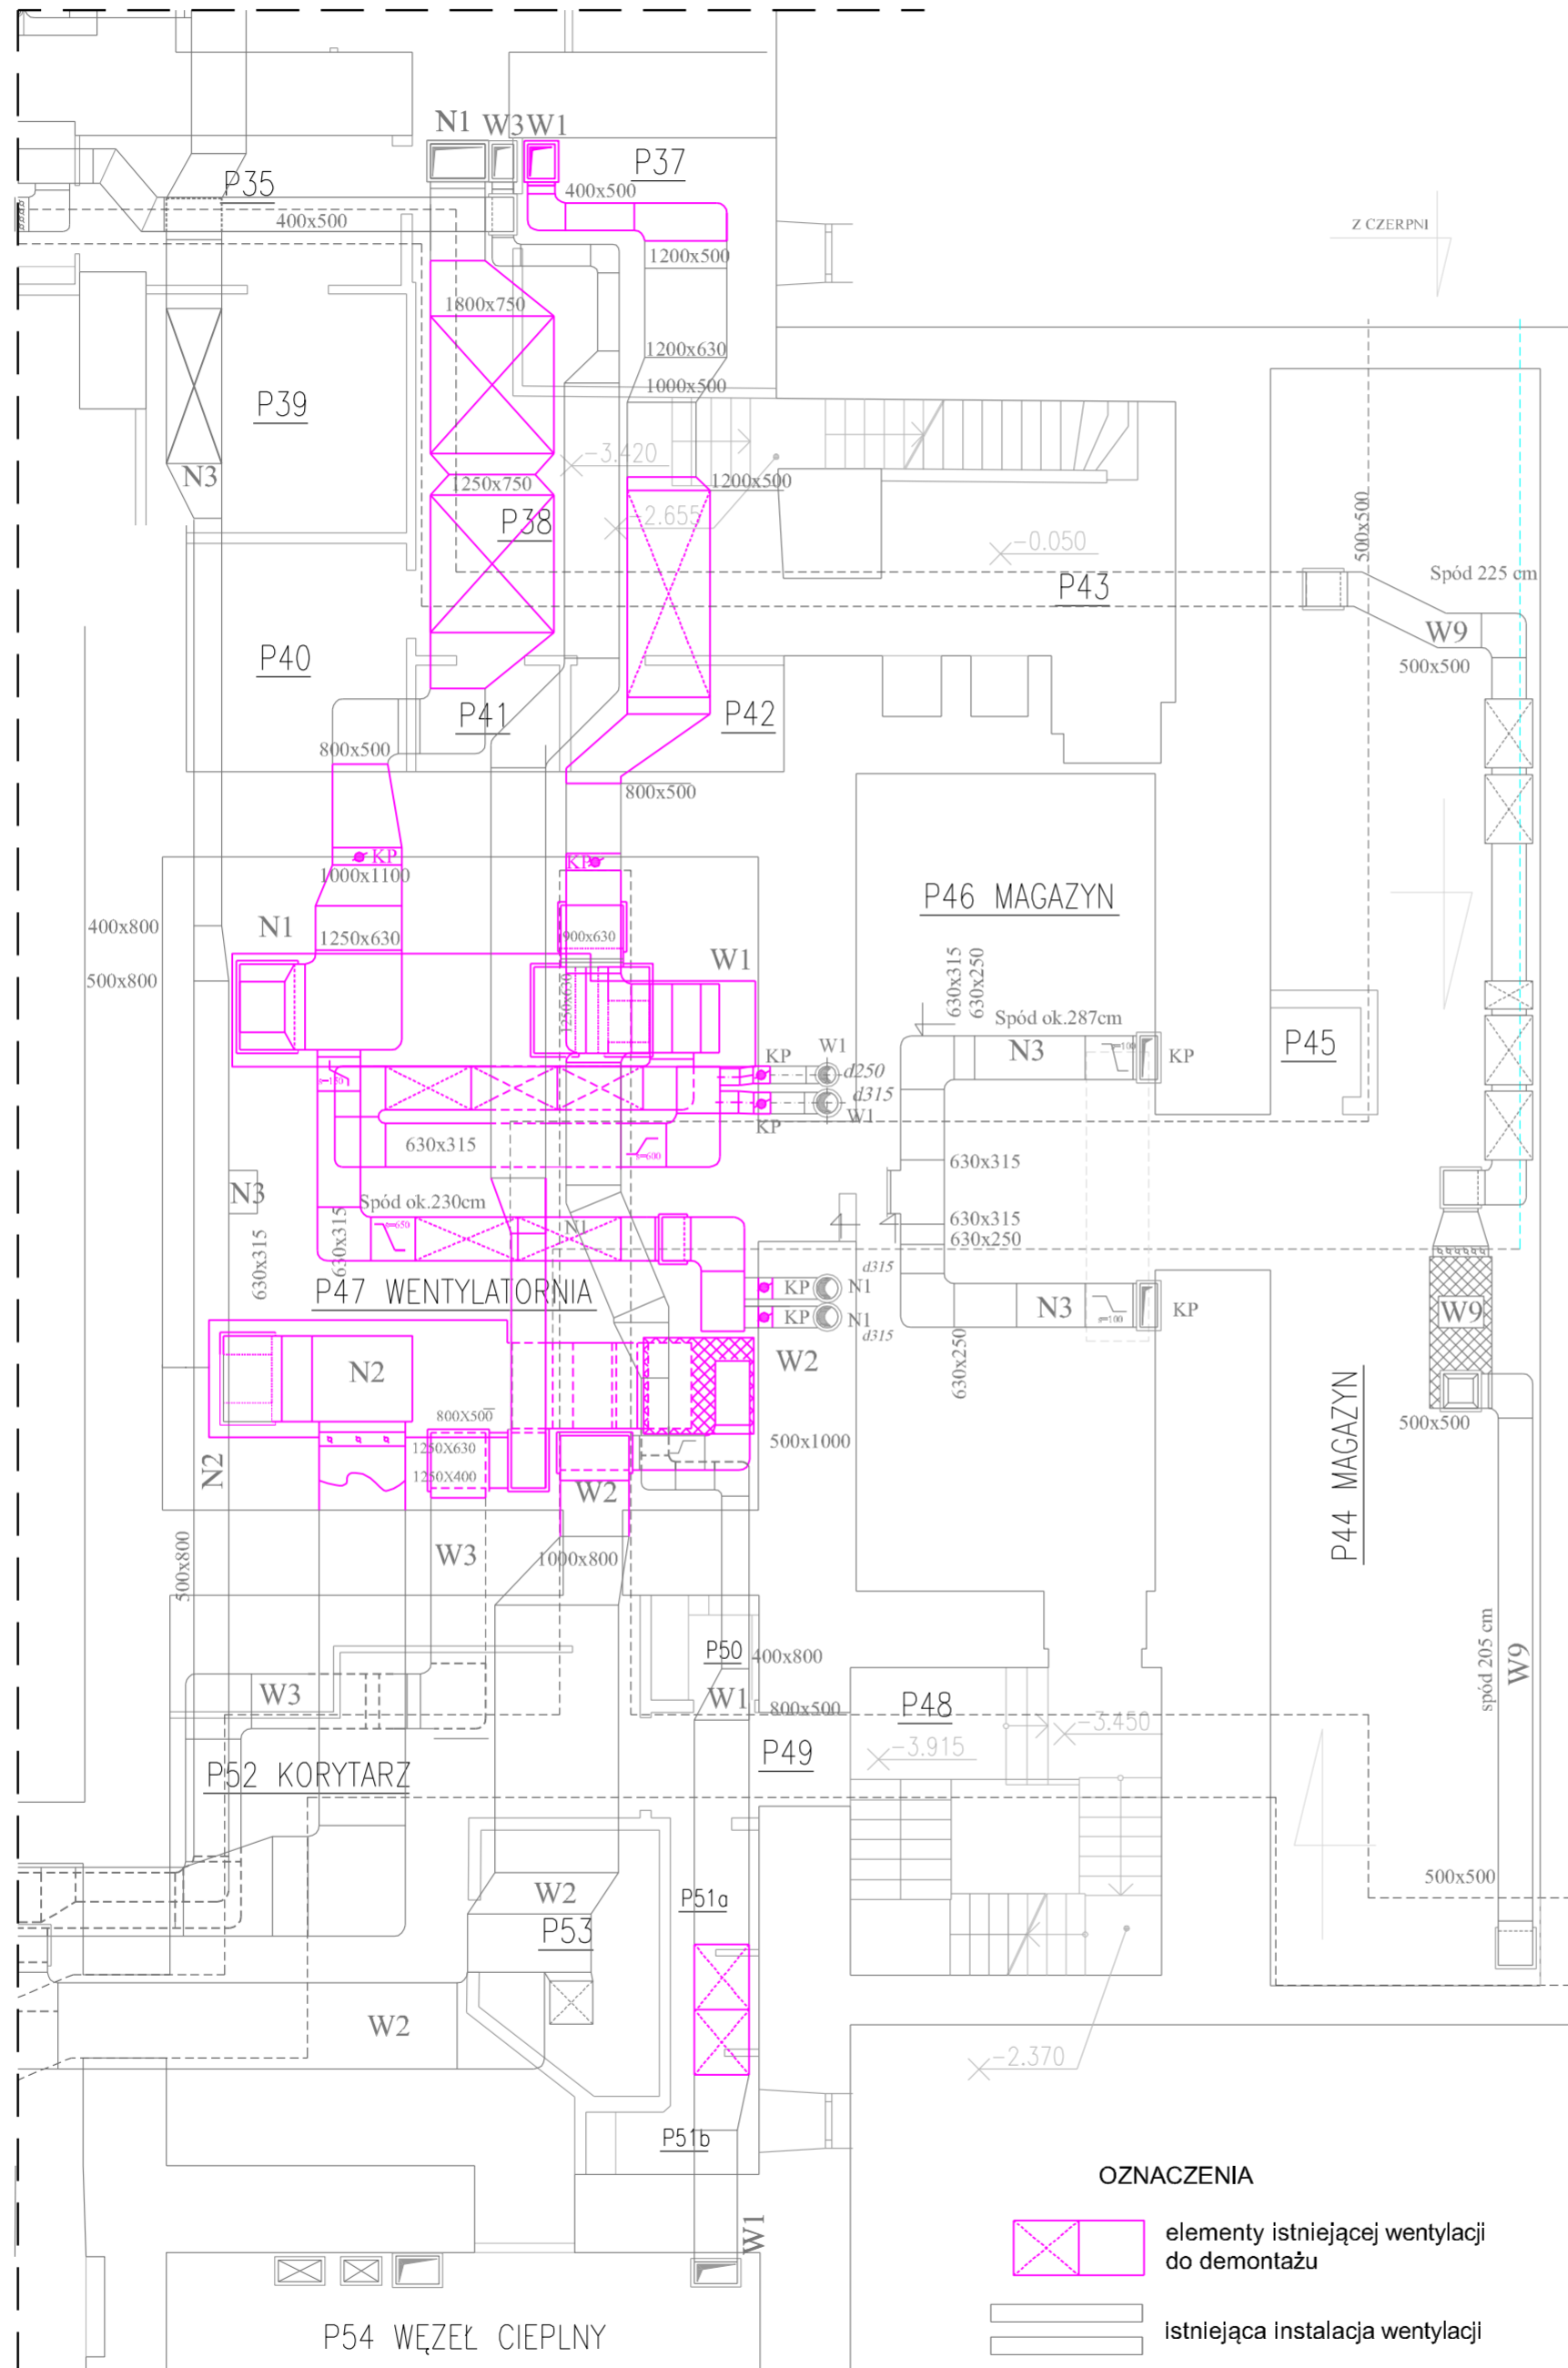 N1 W3 W1
P37
P35
400x500
400x500
Z CZERPNI
1200x500
1800x750
1200x630
1000x500
P39
-3.420
N3
1250x750
1200x500
P38
-2.655
500x500
-0.050
Spód 225 cm
P43
W9
P40
500x500
P41
P42
800x500
800x500
KP
KP
1000x1100
P46 MAGAZYN
400x800
N1
1250x630
900x630
W1
500x800
1250x630
630x315
630x250
Spód ok.287cm
N3
KP
P45
KP
W1
d250
d315
W1
KP
630x315
s=600
630x315
N3
Spód ok.230cm
630x315
630x250
s=650
N1
630x315
630x315
d315
P47 WENTYLATORNIA
KP
N1
KP
N1
d315
N3
s=100
KP
W9
W2
N2
630x250
P44 MAGAZYN
800X500
1250X630
1250X400
500x1000
500x500
N2
W2
W3
1000x800
500x800
P50
400x800
spód 205 cm
W9
W3
W1
800x500
P48
-3.450
P49
-3.915
P52 KORYTARZ
500x500
W2
P51a
P53
W2
-2.370
P51b
OZNACZENIA
W1
elementy istniejącej wentylacji
do demontażu
P54 WĘZEŁ CIEPLNY
istniejąca instalacja wentylacji